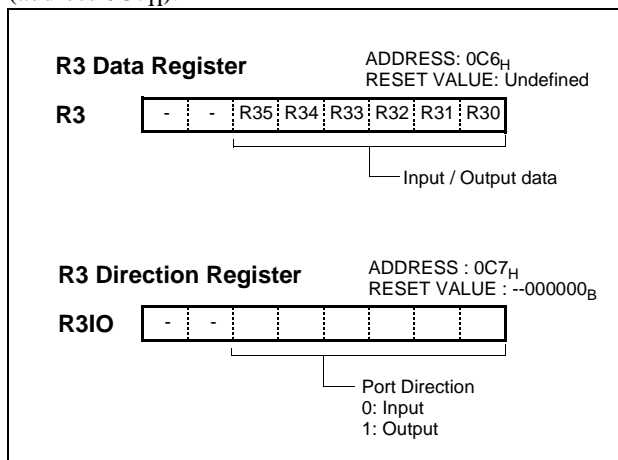 R3 Data Register
ADDRESS: 0C6H
RESET VALUE: Undefined
R3 - - R35 R34 R33 R32 R31 R30
Input / Output data
R3 Direction Register
ADDRESS : 0C7H
RESET VALUE : --000000B
R3IO - -
Port Direction
0: Input
1: Output